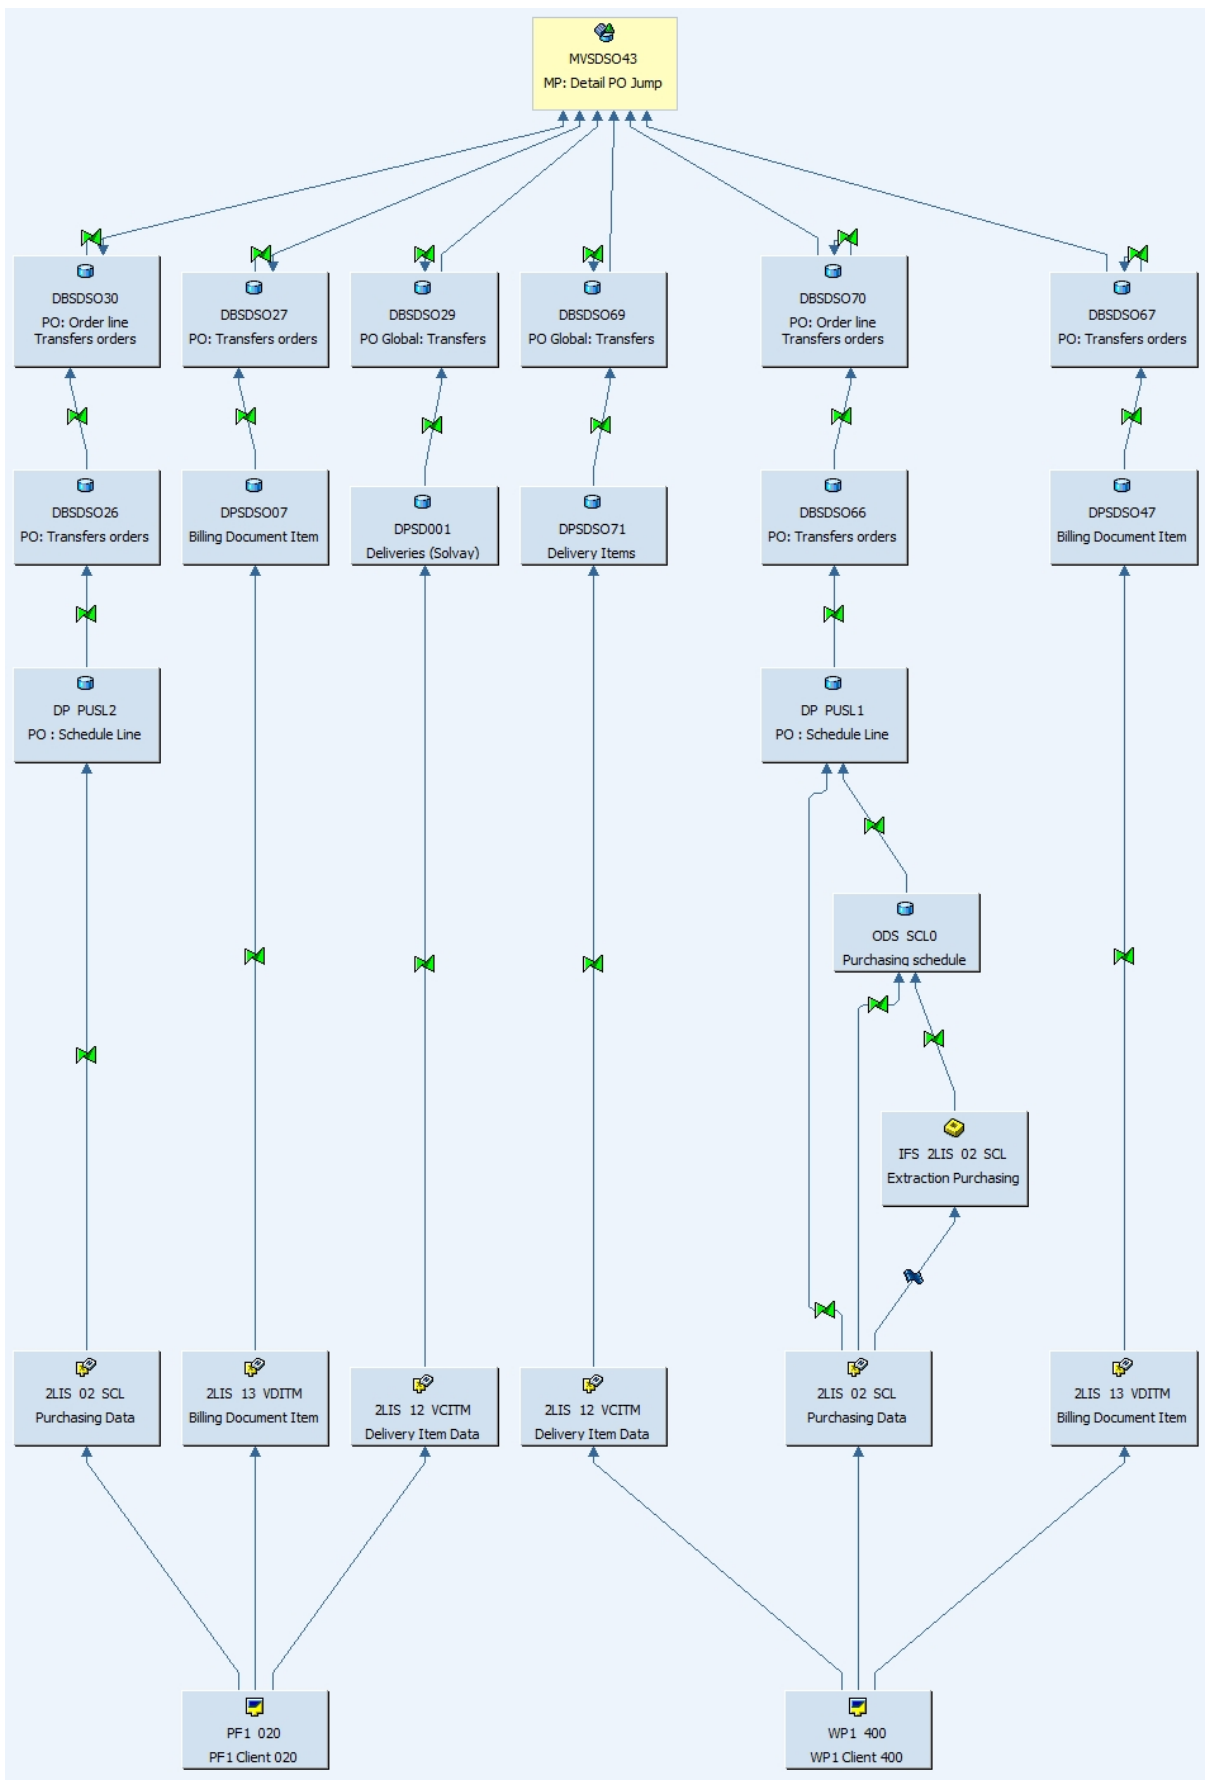 MVSDSO43
MP: Detail PO Jump
DBSDSO30
PO: Order line
Transfers orders
DBSDSO27
PO: Transfers orders
DBSDSO29
PO Global: Transfers
DBSDSO69
PO Global: Transfers
DBSDSO70
PO: Order line
Transfers orders
DBSDSO67
PO: Transfers orders
DBSDSO26
PO: Transfers orders
DPSDSO07
Billing Document Item
DPSD001
Deliveries (Solvay)
DPSDSO71
Delivery Items
DBSDSO66
PO: Transfers orders
DPSDSO47
Billing Document Item
DP PUSL2
PO : Schedule Line
DP PUSL1
PO : Schedule Line
ODS SCL0
Purchasing schedule
IFS 2LIS 02 SCL
Extraction Purchasing
2LIS 02 SCL
Purchasing Data
2LIS 13 VDITM
Billing Document Item
2LIS 12 VCITM
Delivery Item Data
2LIS 12 VCITM
Delivery Item Data
2LIS 02 SCL
Purchasing Data
2LIS 13 VDITM
Billing Document Item
PF1 020
PF1 Client 020
WP1 400
WP1 Client 400